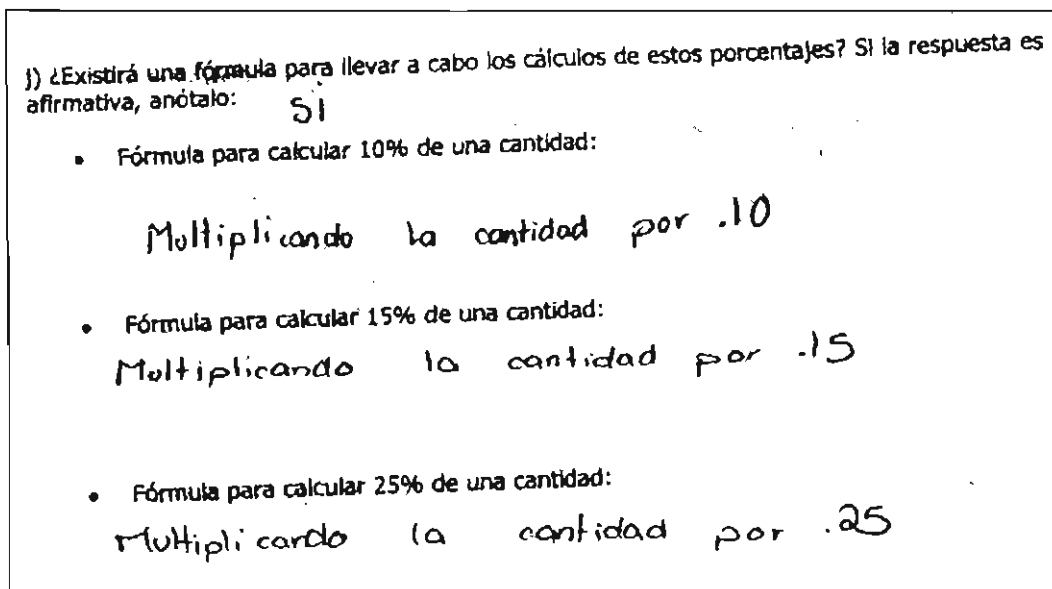 j) ¿Existirá una fórmula para llevar a cabo los cálculos de estos porcentajes? Si la respuesta es
afirmativa, anótalo: Sí
• Fórmula para calcular 10% de una cantidad:
Multiplicando la cantidad por .10
• Fórmula para calcular 15% de una cantidad:
Multiplicando la cantidad por .15
• Fórmula para calcular 25% de una cantidad:
Multiplicando la cantidad por .25